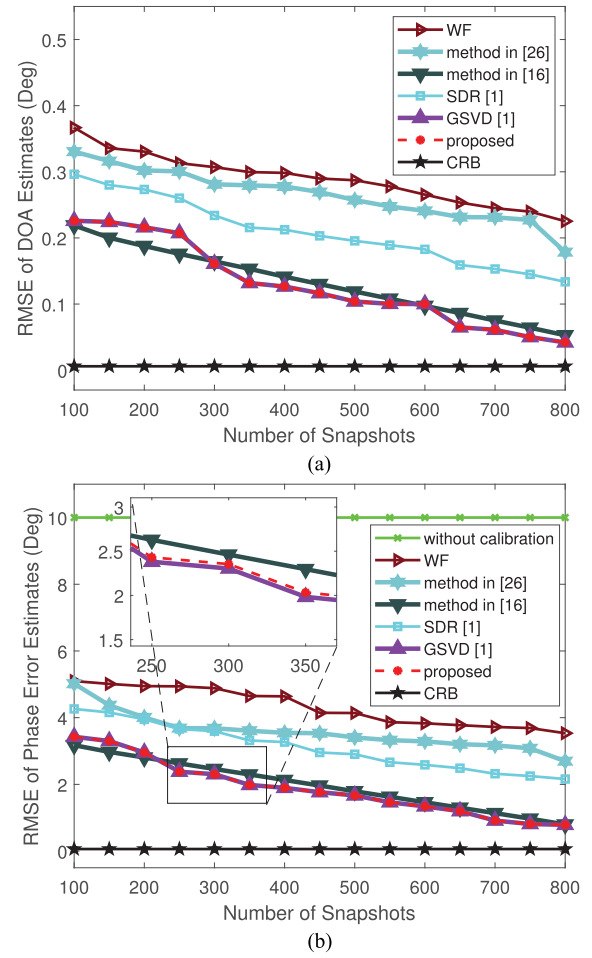 0.5
0.4
0.3
0.2
0.1
0
RMSE of DOA Estimates (Deg)
WF
method in [26]
method in [16]
SDR [1]
GSVD [1]
proposed
CRB
100 200 300 400 500 600 700 800
Number of Snapshots
(a)
10
8
6
4
2
0
RMSE of Phase Error Estimates (Deg)
3
2.5
2
1.5
250 300 350
without calibration
WF
method in [26]
method in [16]
SDR [1]
GSVD [1]
proposed
CRB
100 200 300 400 500 600 700 800
Number of Snapshots
(b)